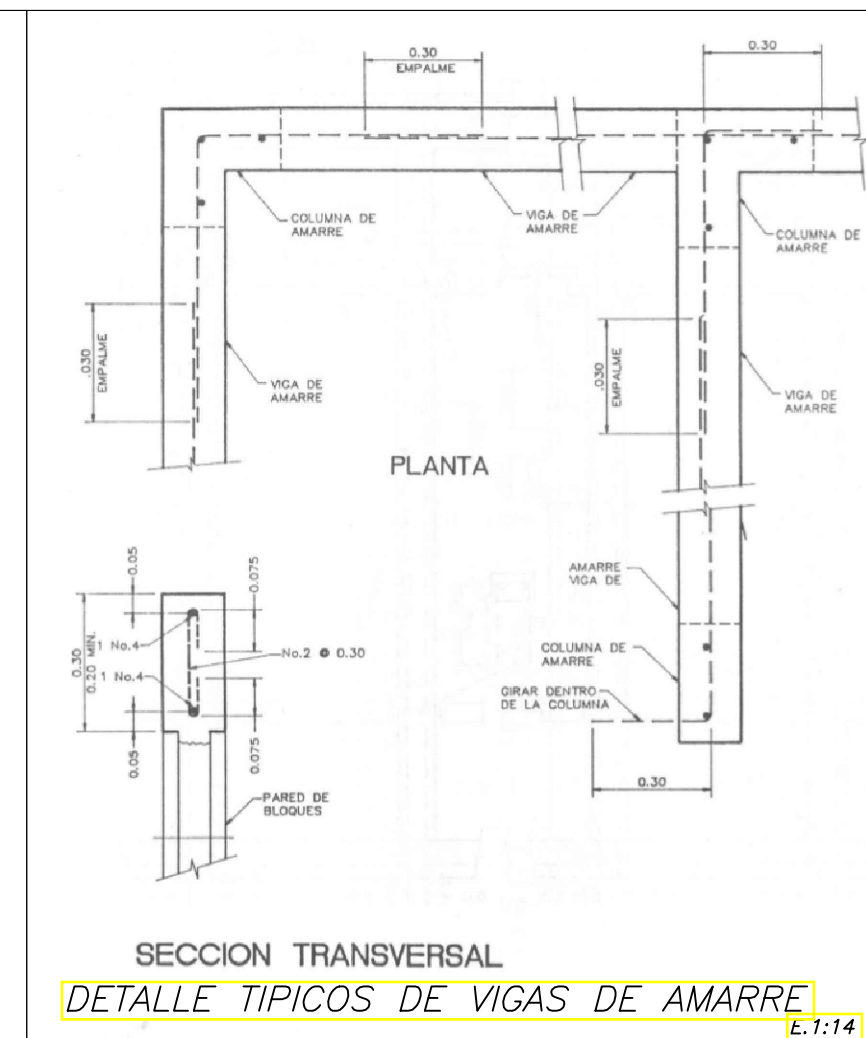 0.30
EMPALME
0.30
COLUMNA DE
AMARRE
VIGA DE
AMARRE
COLUMNA DE
AMARRE
.030
EMPALME
VIGA DE
AMARRE
.030
EMPALME
VIGA DE
AMARRE
PLANTA
0.05
0.075
0.30
0.20 MIN.
1 No.4
1 No.4
No.2 @ 0.30
0.05
0.075
PARED DE
BLOQUES
AMARRE
VIGA DE
COLUMNA DE
AMARRE
GIRAR DENTRO
DE LA COLUMNA
0.30
SECCION TRANSVERSAL
DETALLE TIPICOS DE VIGAS DE AMARRE
E.1:14